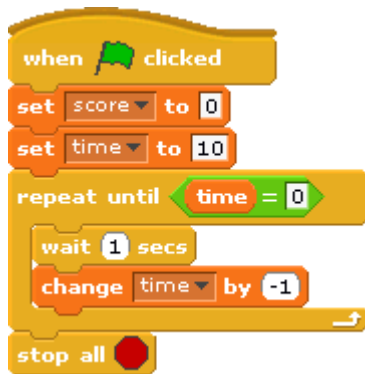 when clicked
set score to 0
set time to 10
repeat until time = 0
wait 1 secs
change time by -1
stop all